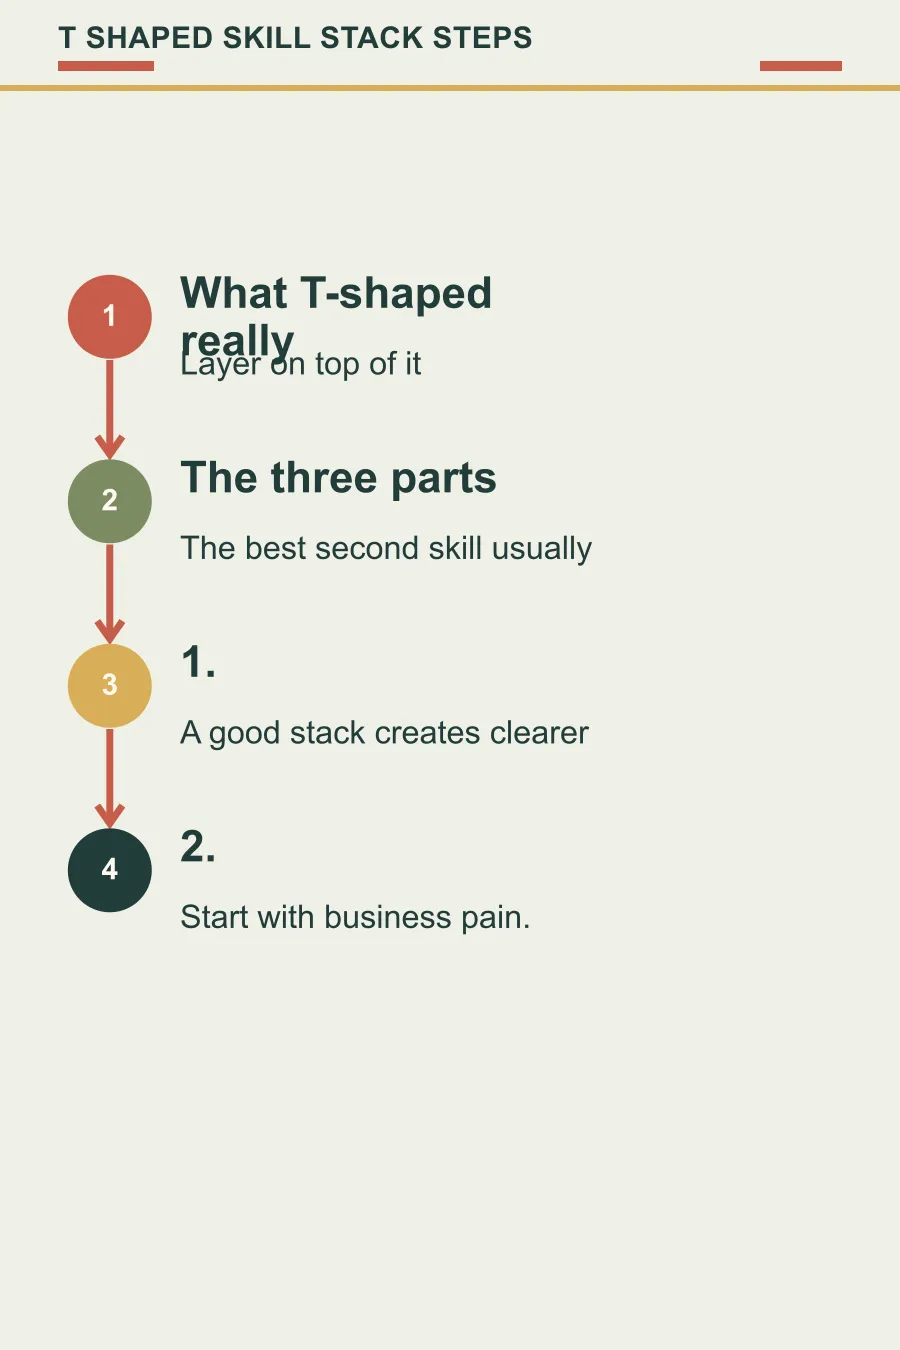 T SHAPED SKILL STACK STEPS
1
What T-shaped
really
Layer on top of it
2
The three parts
The best second skill usually
3
1.
A good stack creates clearer
4
2.
Start with business pain.